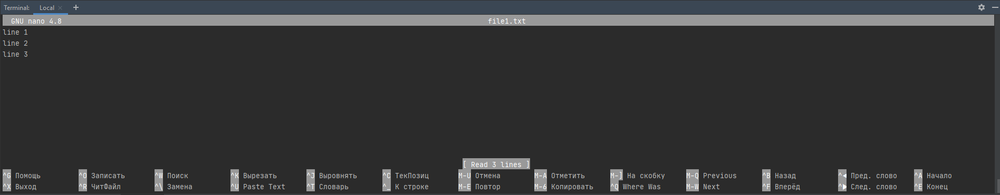 Terminal: Local × +
GNU nano 4.8 file1.txt
line 1
line 2
line 3
[ Read 3 lines ]
^G Помощь ^O Записать ^W Поиск ^K Вырезать ^J Выровнять ^C ТекПозиц M-U Отмена M-A Отметить M-] На скобку M-Q Previous ^B Назад ^◀ Пред. слово ^A Начало
^X Выход ^R ЧитФайл ^\ Замена ^U Paste Text ^T Словарь ^_ К строке M-E Повтор M-6 Копировать ^Q Where Was M-W Next ^F Вперёд ^▶ След. слово ^E Конец